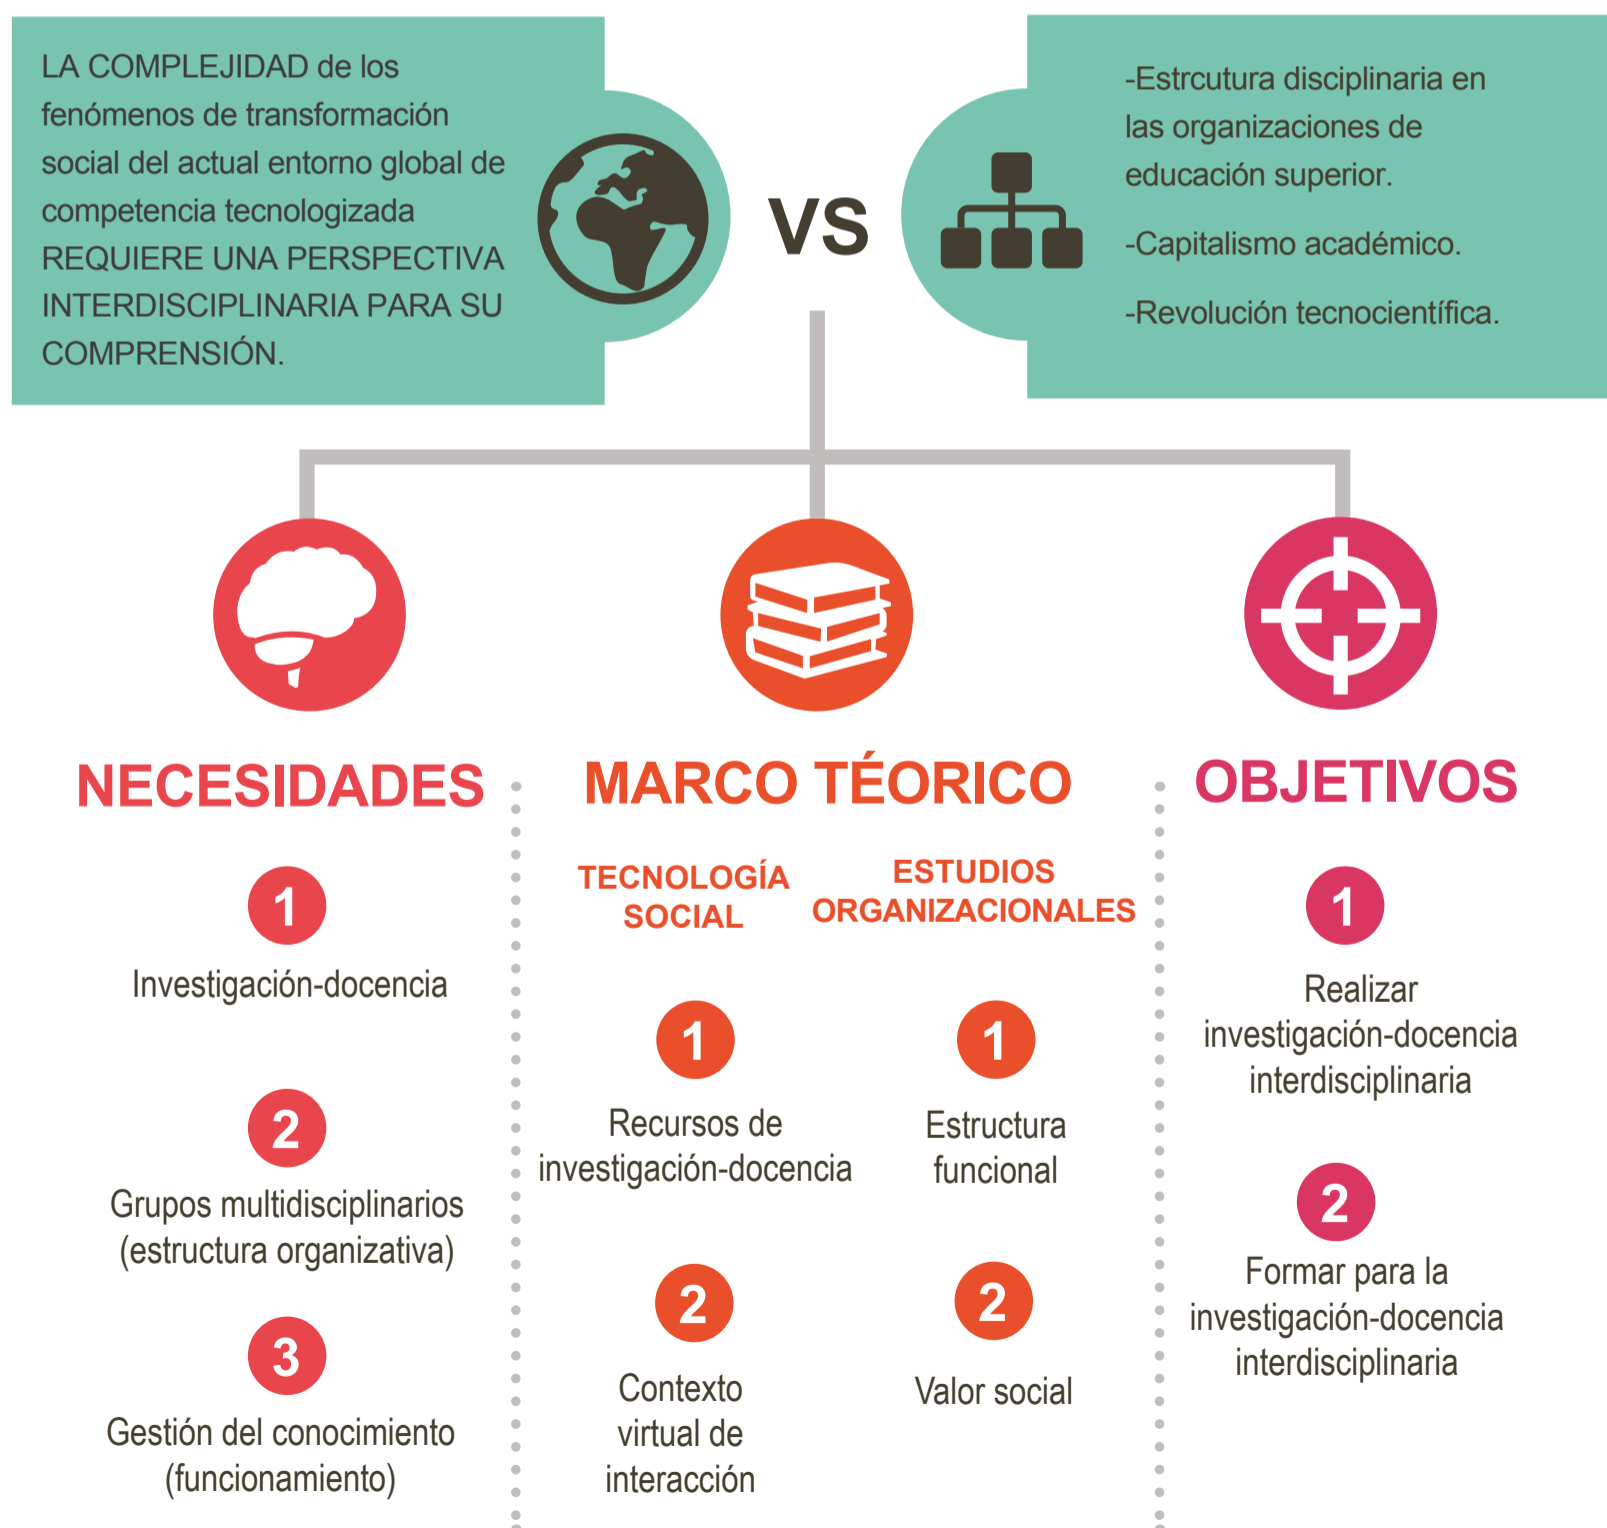 LA COMPLEJIDAD de los
fenómenos de transformación
social del actual entorno global de
competencia tecnologizada
REQUIERE UNA PERSPECTIVA
INTERDISCIPLINARIA PARA SU
COMPRENSIÓN.
VS
-Estrcutura disciplinaria en
las organizaciones de
educación superior.
-Capitalismo académico.
-Revolución tecnocientífica.
NECESIDADES
1
Investigación-docencia
2
Grupos multidisciplinarios
(estructura organizativa)
3
Gestión del conocimiento
(funcionamiento)
MARCO TÉORICO
TECNOLOGÍA
SOCIAL
1
Recursos de
investigación-docencia
2
Contexto
virtual de
interacción
ESTUDIOS
ORGANIZACIONALES
1
Estructura
funcional
2
Valor social
OBJETIVOS
1
Realizar
investigación-docencia
interdisciplinaria
2
Formar para la
investigación-docencia
interdisciplinaria